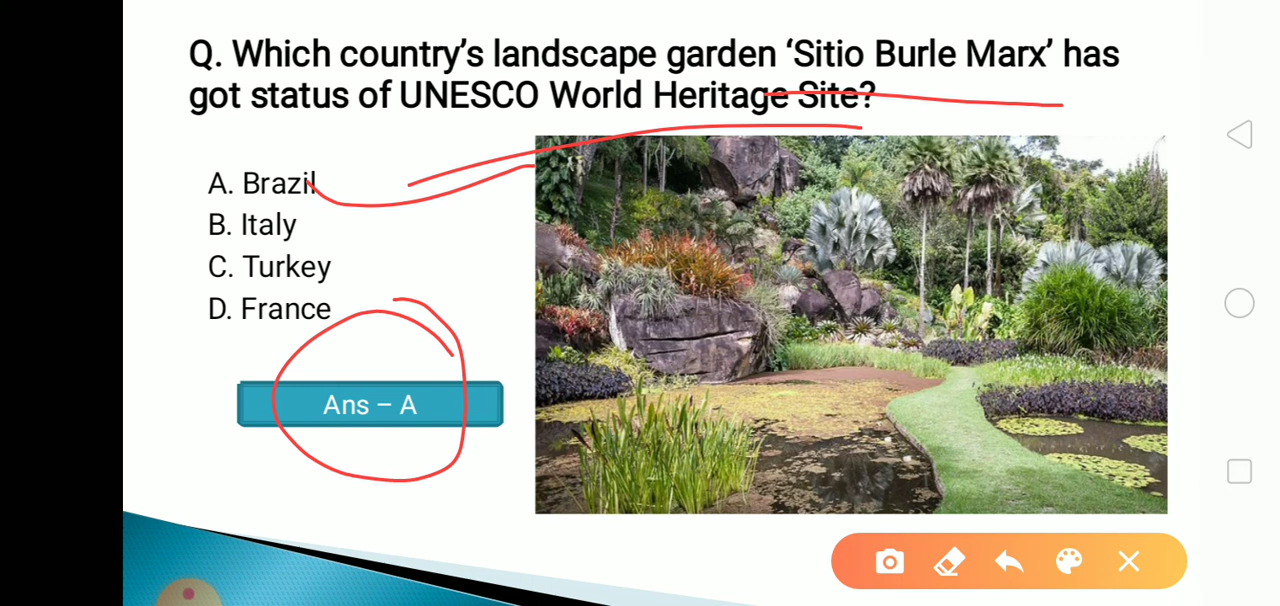 Q. Which country’s landscape garden ‘Sitio Burle Marx’ has
got status of UNESCO World Heritage Site?
A. Brazil
B. Italy
C. Turkey
D. France
Ans – A